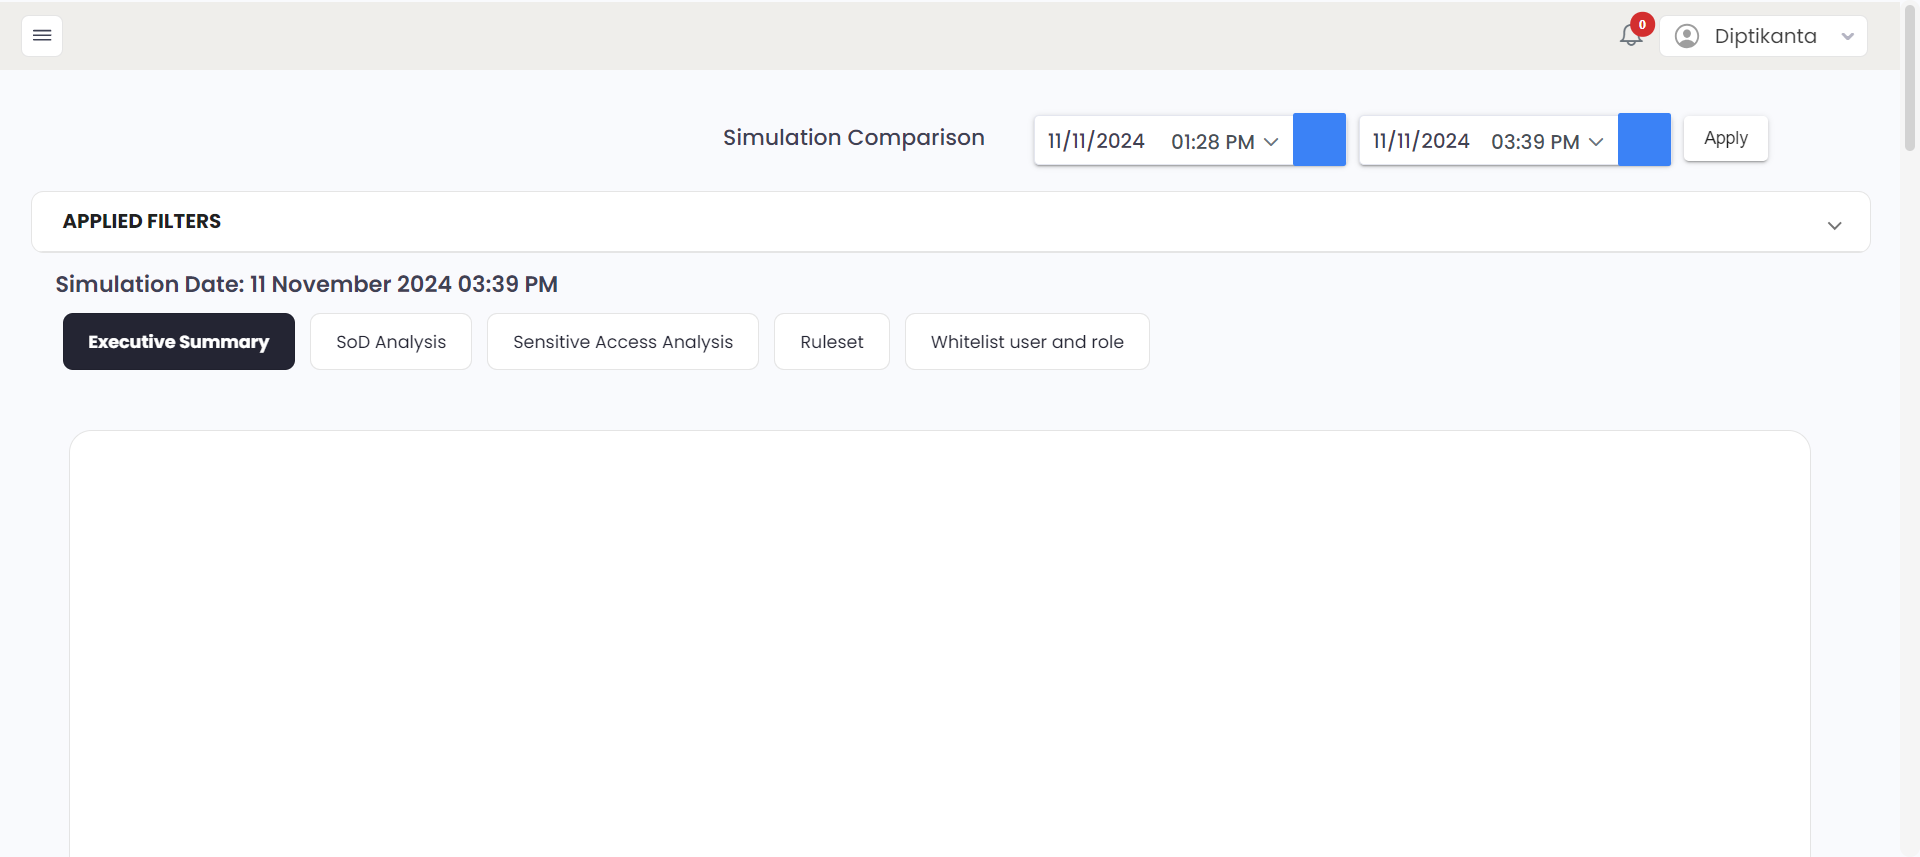 0
Diptikanta
Simulation Comparison
11/11/2024 01:28 PM
11/11/2024 03:39 PM
Apply
APPLIED FILTERS
Simulation Date: 11 November 2024 03:39 PM
Executive Summary
SoD Analysis
Sensitive Access Analysis
Ruleset
Whitelist user and role